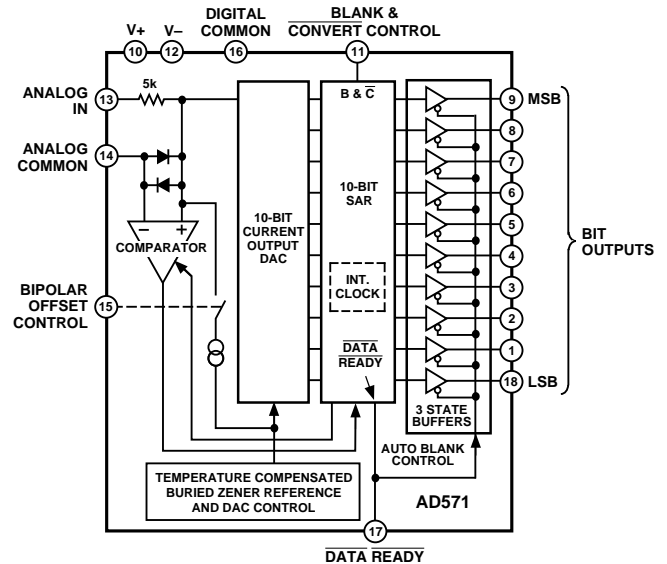 V+
V–
DIGITAL
COMMON
BLANK &
CONVERT CONTROL
10
12
16
11
ANALOG
IN
13
5k
B & C
9
MSB
8
ANALOG
COMMON
14
7
6
10-BIT
CURRENT
OUTPUT
DAC
10-BIT
SAR
5
BIT
OUTPUTS
– +
COMPARATOR
4
INT.
CLOCK
3
BIPOLAR
OFFSET
CONTROL
15
2
DATA
READY
1
18
LSB
3 STATE
BUFFERS
AUTO BLANK
CONTROL
TEMPERATURE COMPENSATED
BURIED ZENER REFERENCE
AND DAC CONTROL
AD571
17
DATA READY